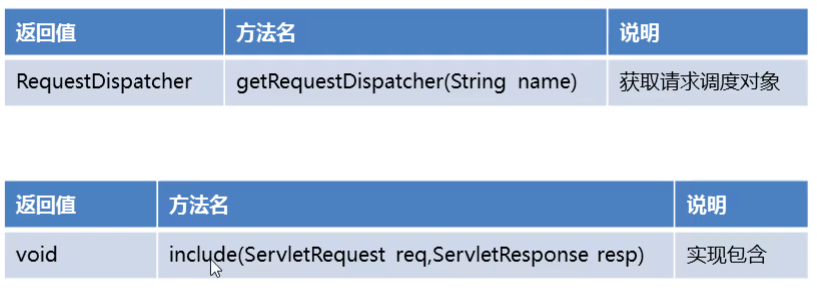 返回值 方法名 说明
RequestDispatcher getRequestDispatcher(String name) 获取请求调度对象
返回值 方法名 说明
void include(ServletRequest req,ServletResponse resp) 实现包含